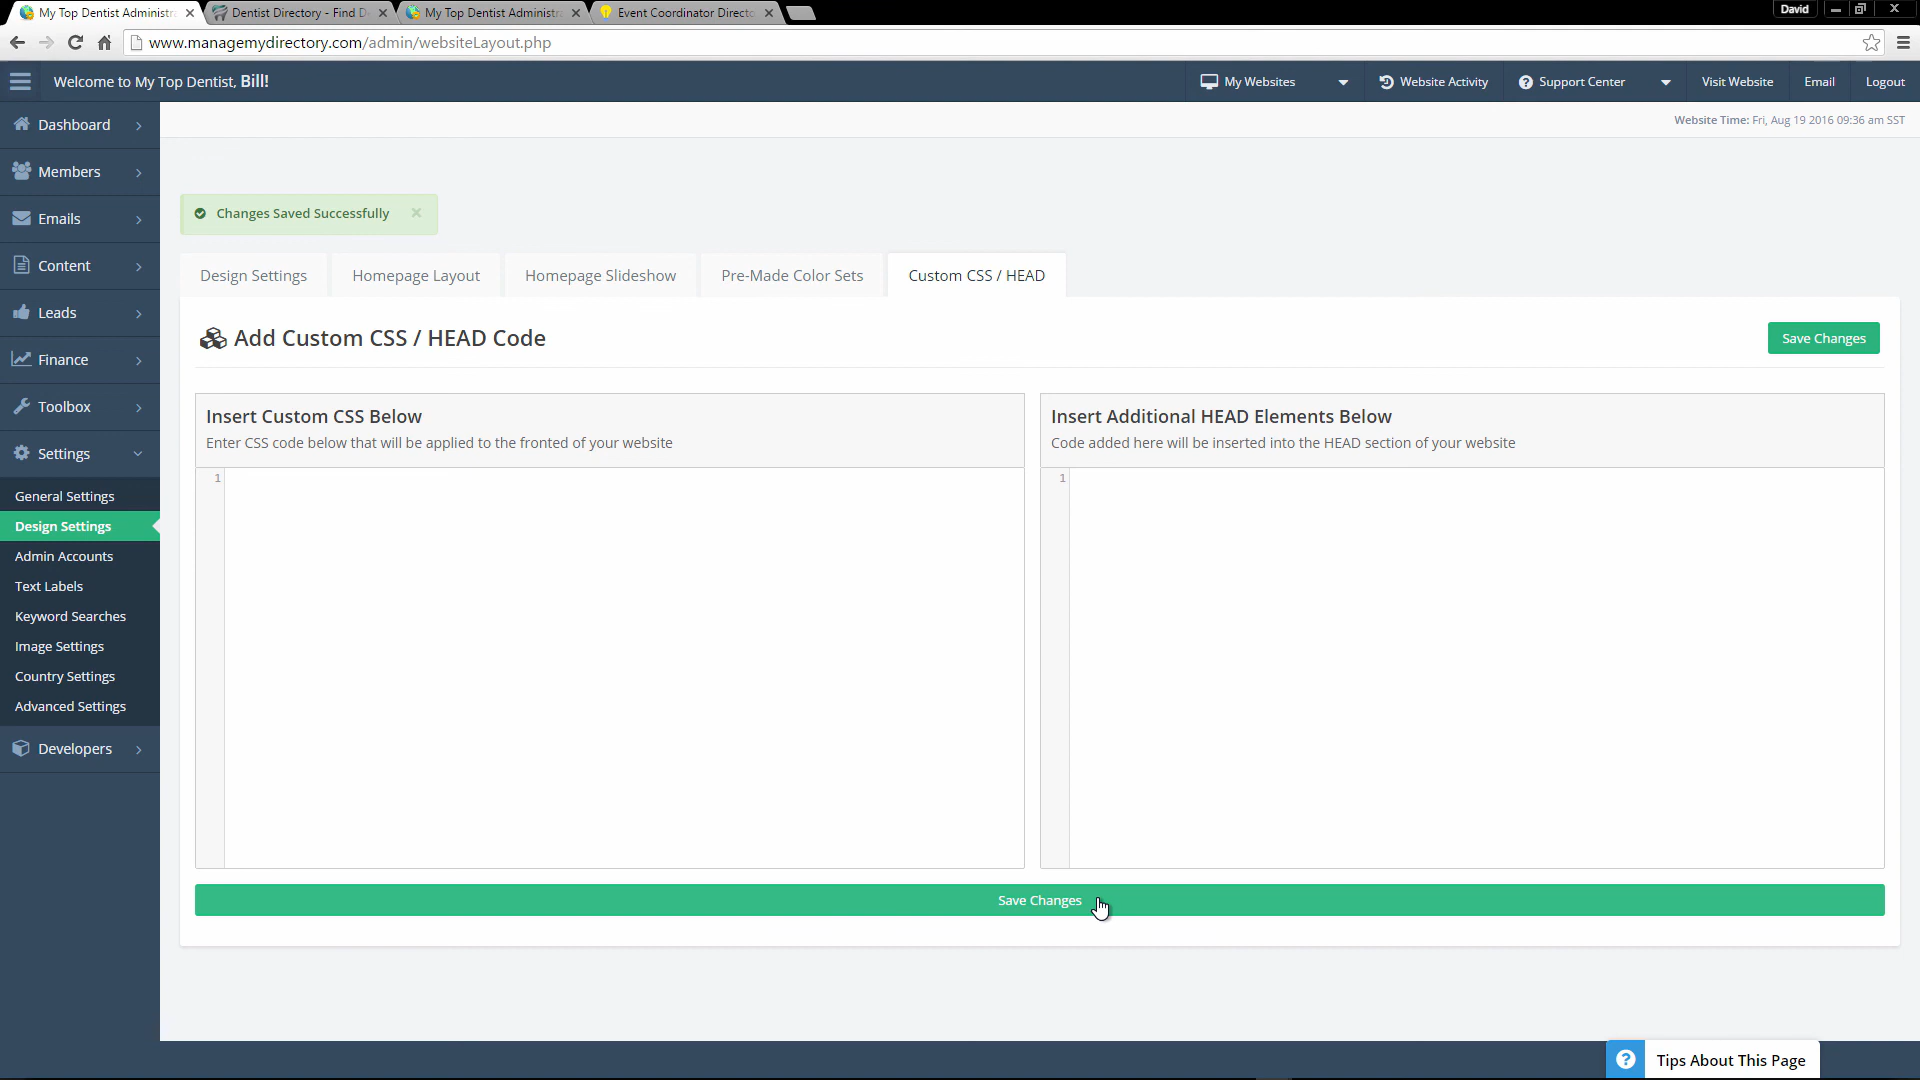 My Top Dentist Administra
Dentist Directory - Find D
My Top Dentist Administra
Event Coordinator Directo
David
www.managemydirectory.com/admin/websiteLayout.php
Welcome to My Top Dentist, Bill!
My Websites
Website Activity
Support Center
Visit Website
Email
Logout
Website Time: Fri, Aug 19 2016 09:36 am SST
Dashboard
Members
Emails
Content
Leads
Finance
Toolbox
Settings
General Settings
Design Settings
Admin Accounts
Text Labels
Keyword Searches
Image Settings
Country Settings
Advanced Settings
Developers
Changes Saved Successfully
Design Settings
Homepage Layout
Homepage Slideshow
Pre-Made Color Sets
Custom CSS / HEAD
Add Custom CSS / HEAD Code
Save Changes
Insert Custom CSS Below
Enter CSS code below that will be applied to the fronted of your website
1
Insert Additional HEAD Elements Below
Code added here will be inserted into the HEAD section of your website
1
Save Changes
Tips About This Page